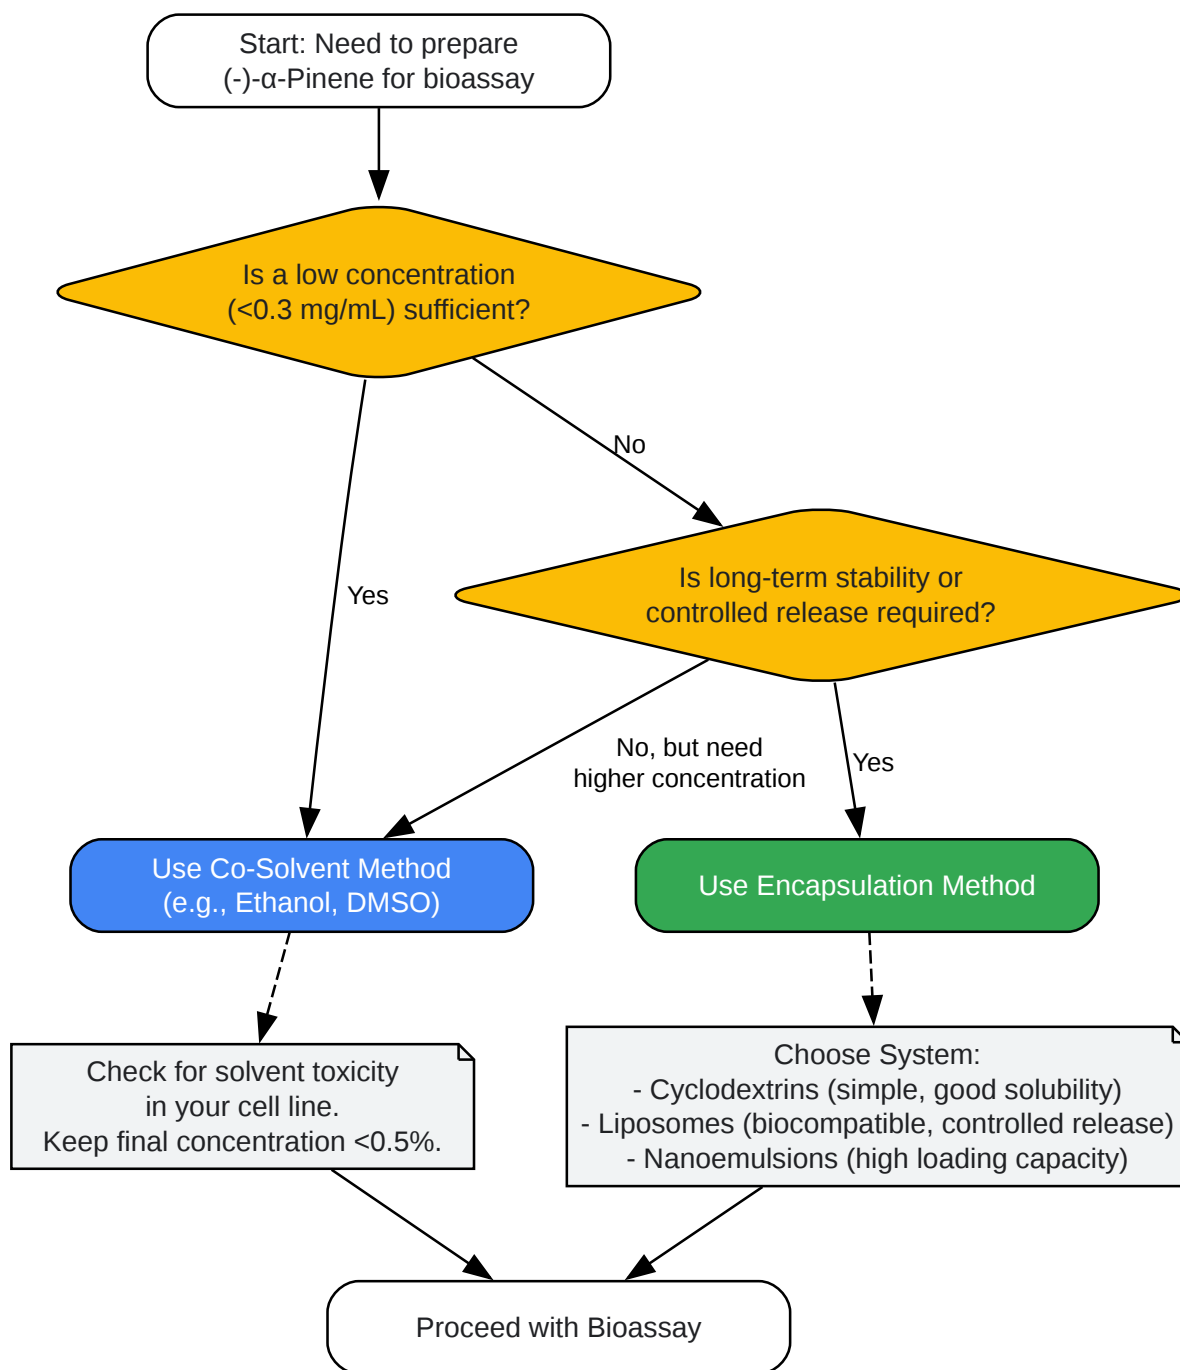 Start: Need to prepare
(-)-α-Pinene for bioassay
Is a low concentration
(<0.3 mg/mL) sufficient?
No
Is long-term stability or
controlled release required?
Yes
No, but need
higher concentration
Yes
Use Co-Solvent Method
(e.g., Ethanol, DMSO)
Use Encapsulation Method
Check for solvent toxicity
in your cell line.
Keep final concentration <0.5%.
Choose System:
- Cyclodextrins (simple, good solubility)
- Liposomes (biocompatible, controlled release)
- Nanoemulsions (high loading capacity)
Proceed with Bioassay